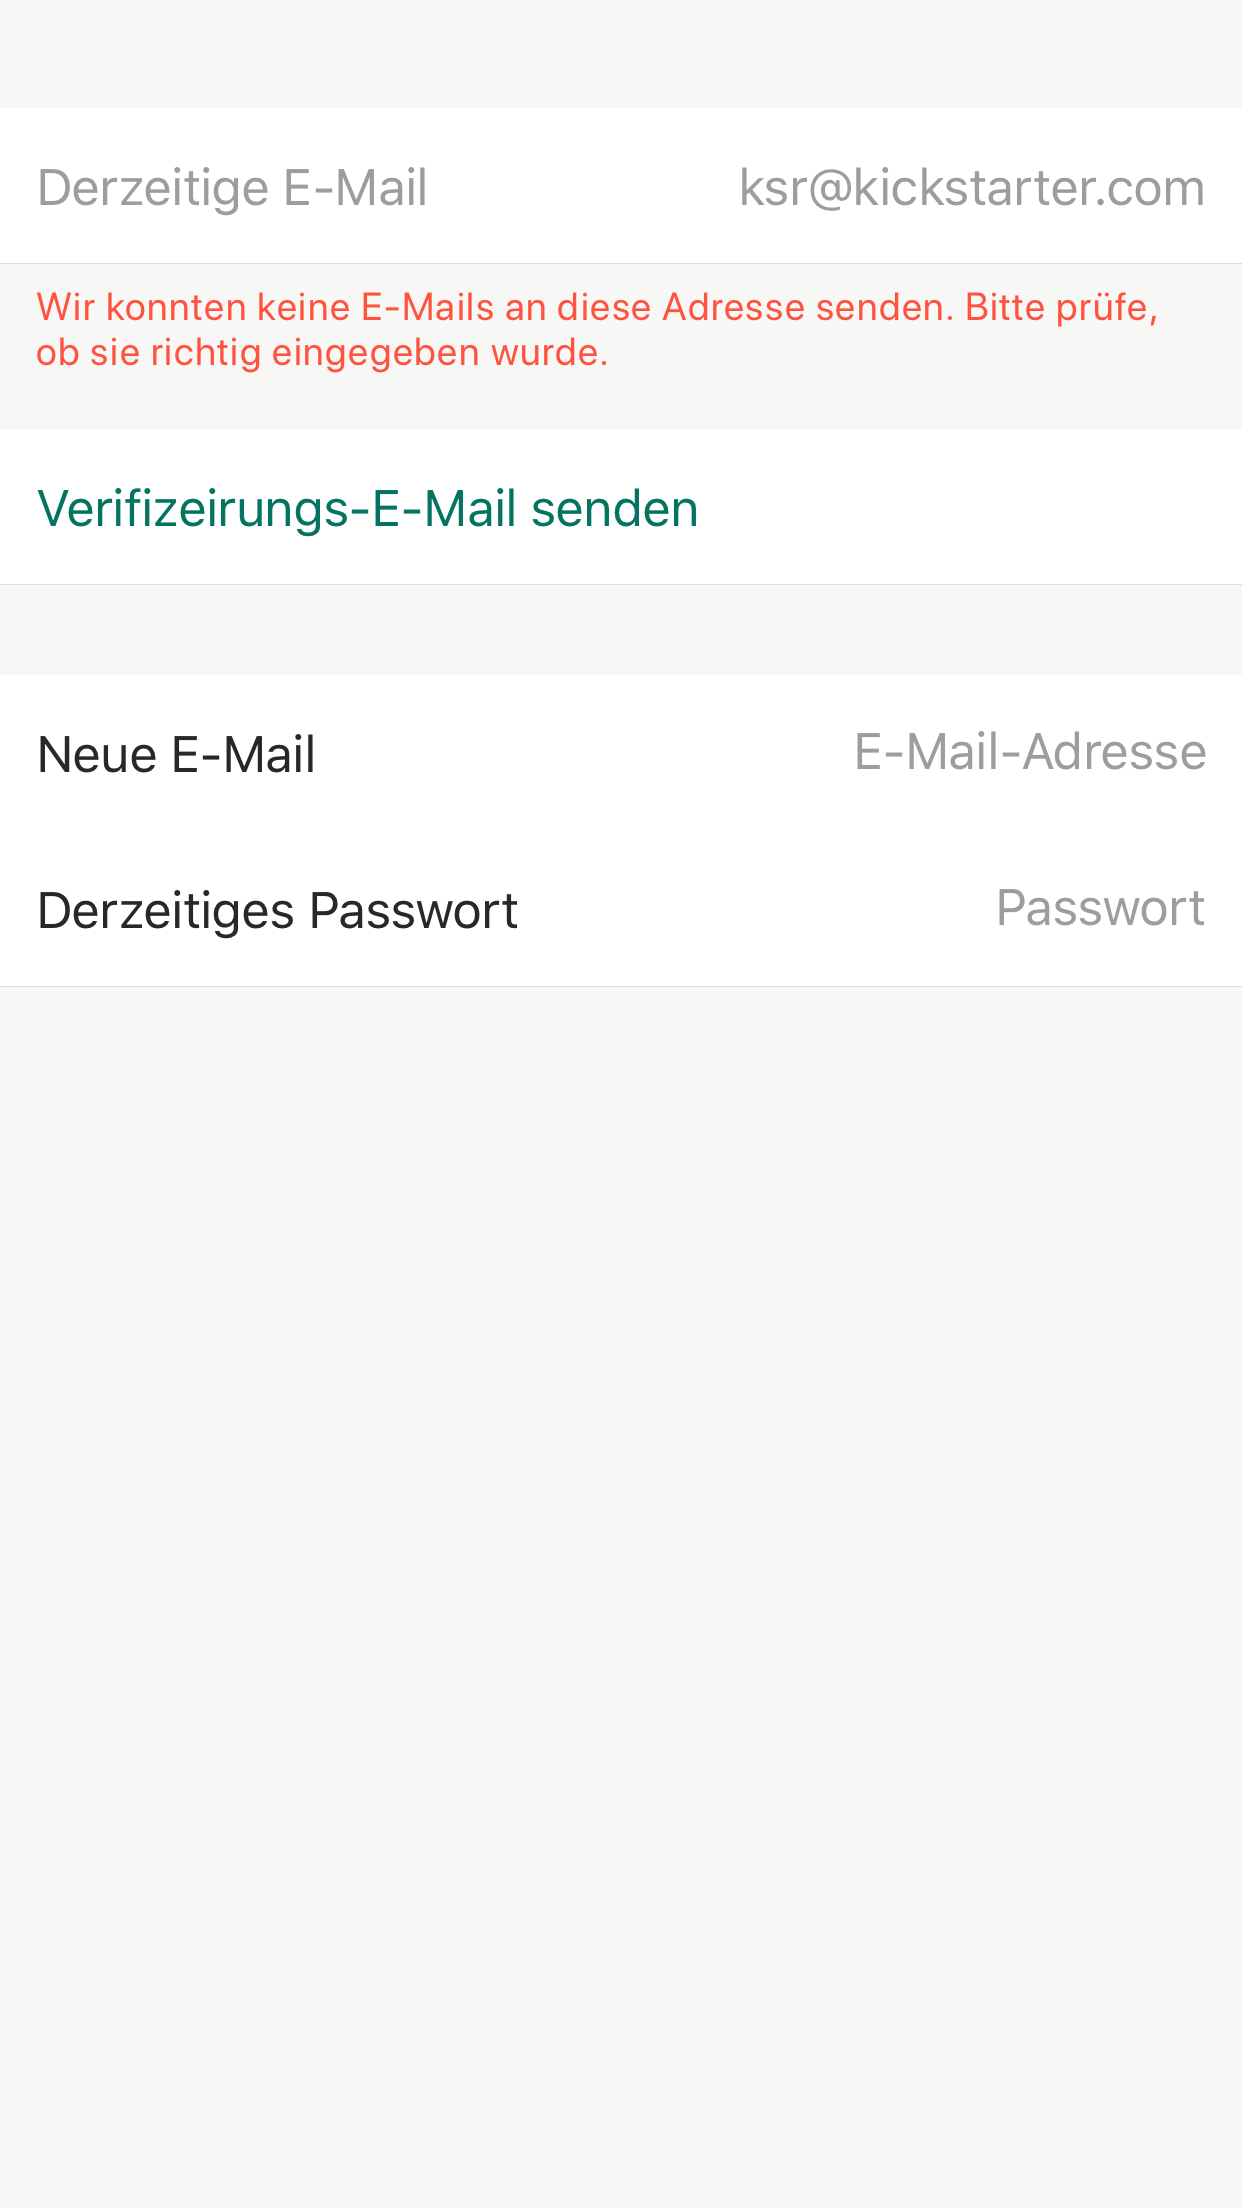 Derzeitige E-Mail ksr@kickstarter.com
Wir konnten keine E-Mails an diese Adresse senden. Bitte prüfe,
ob sie richtig eingegeben wurde.
Verifizeirungs-E-Mail senden
Neue E-Mail E-Mail-Adresse
Derzeitiges Passwort Passwort